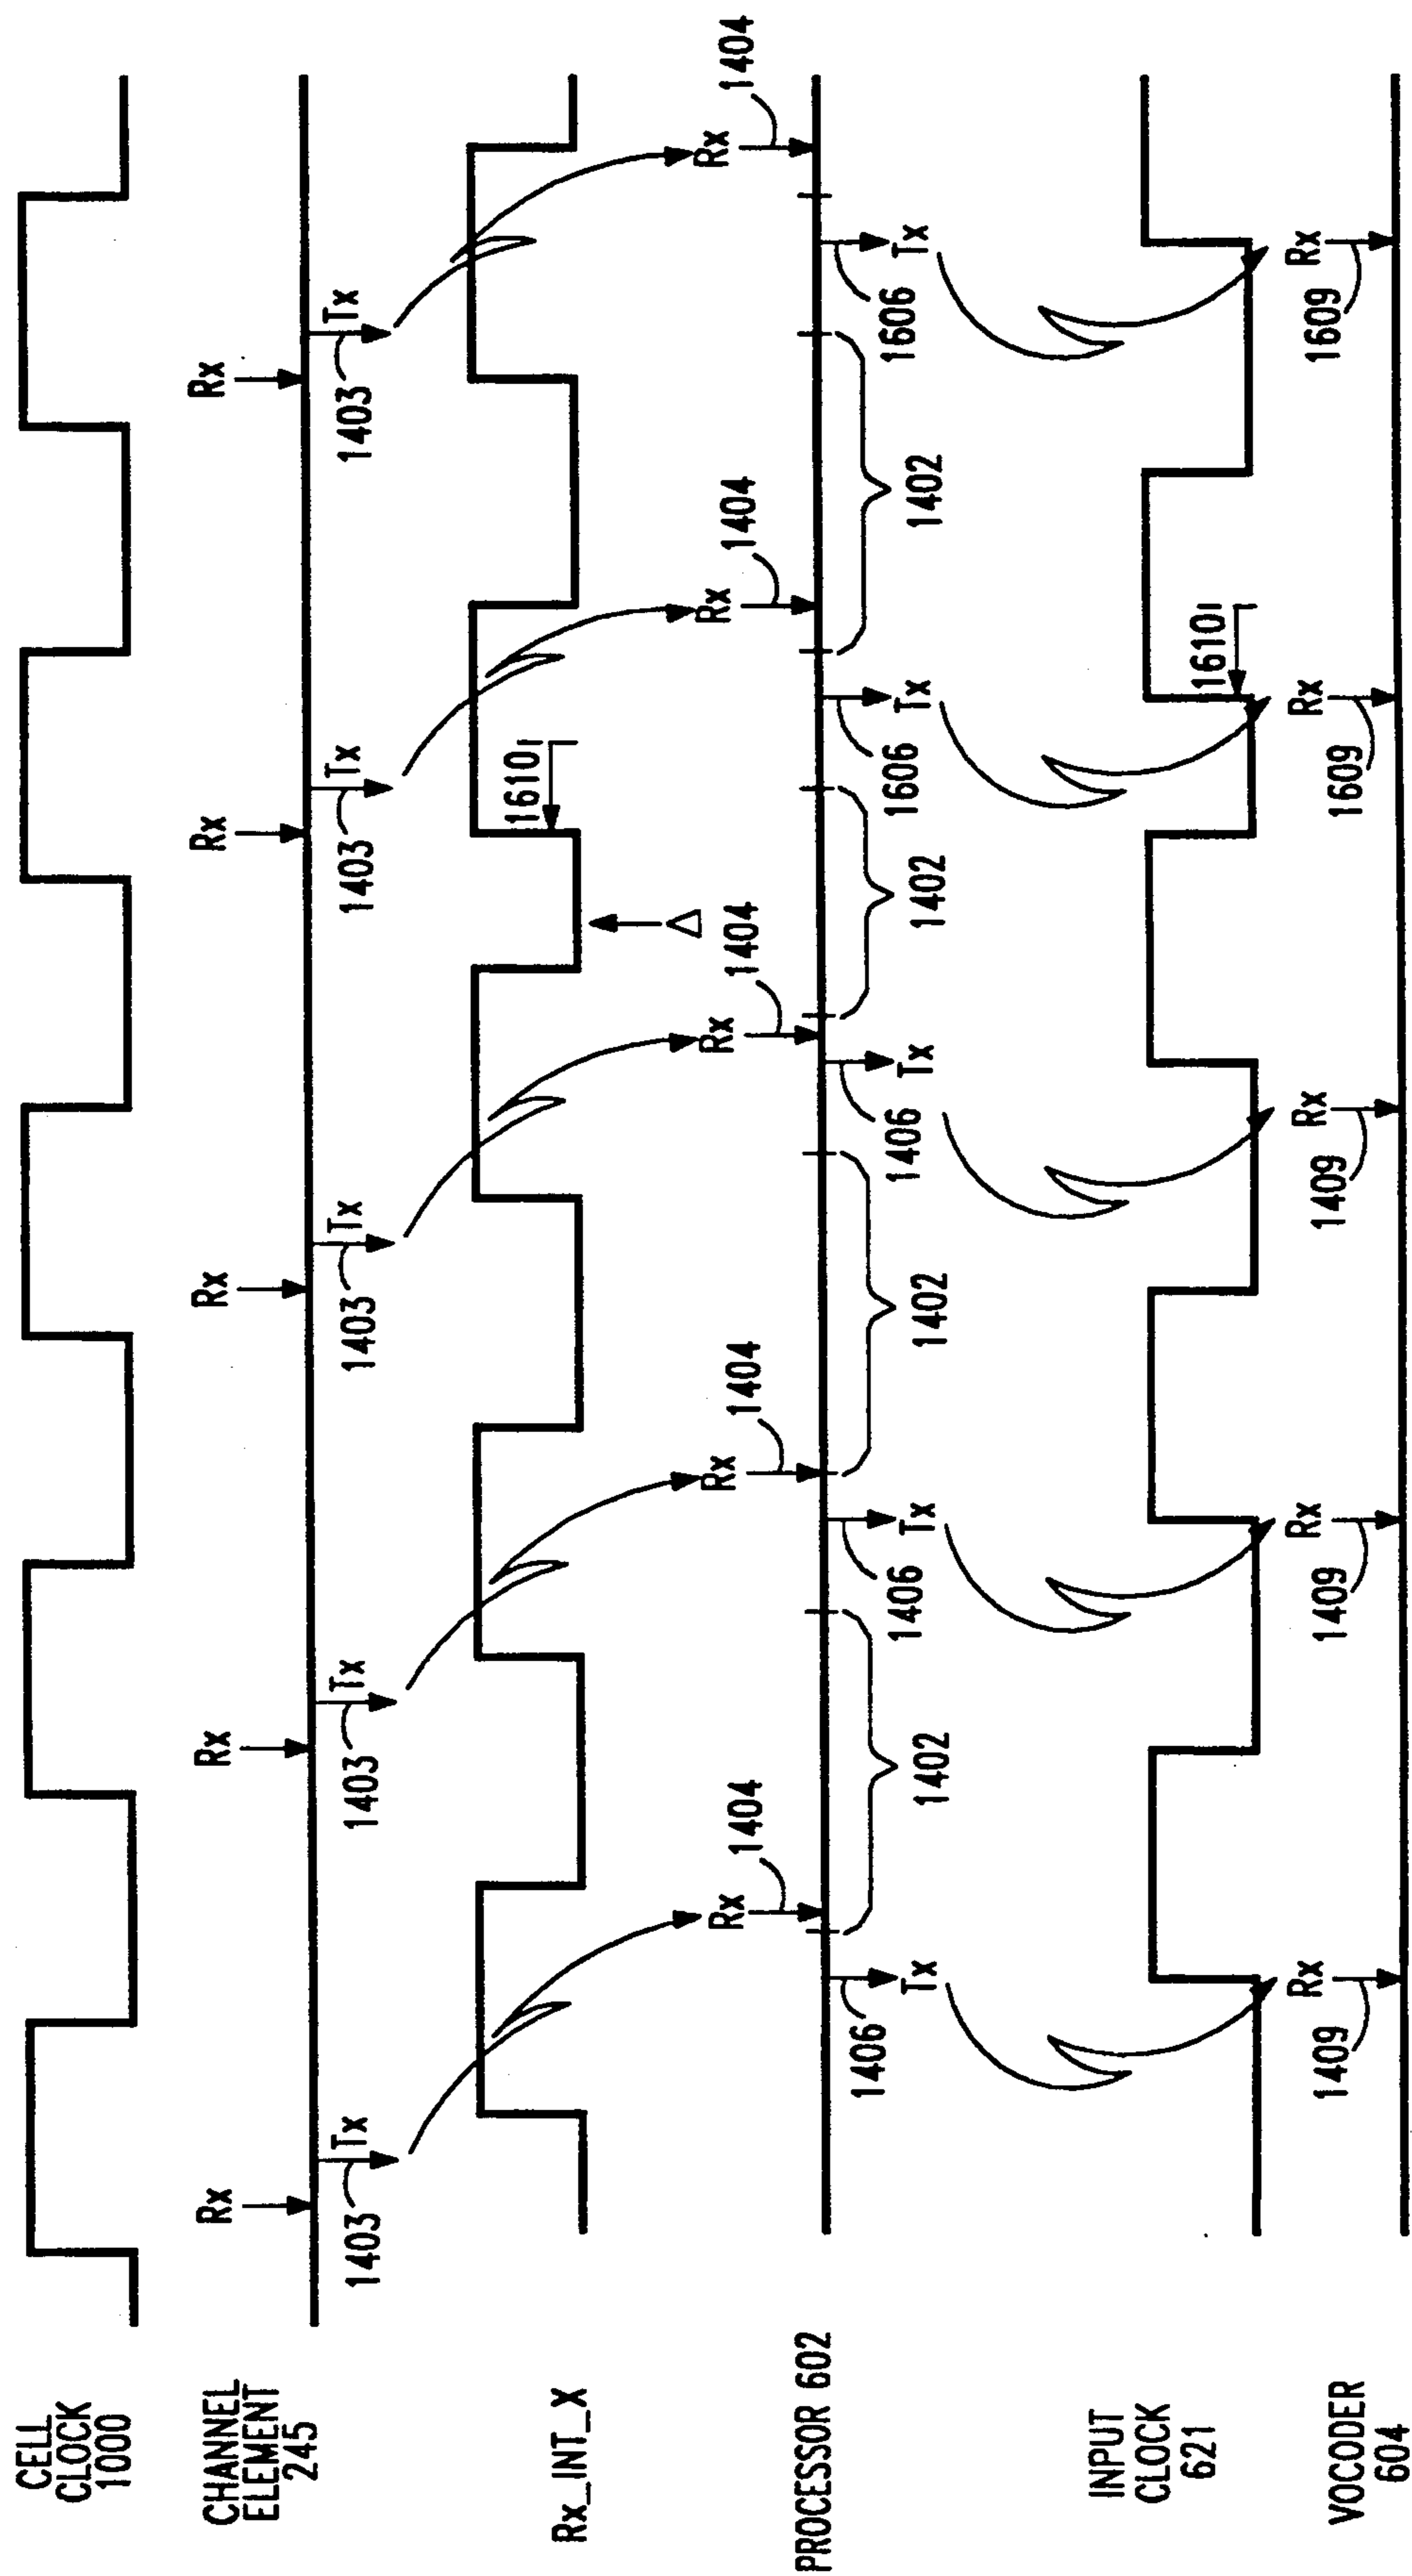 CELL
CLOCK
1000
CHANNEL
ELEMENT
245
Rx
1403
Tx
Rx
1403
Tx
Rx
1403
Tx
Rx
1403
Tx
Rx
1403
Tx
Rx_INT_X
Δ
1610
PROCESSOR 602
Rx
1404
Rx
1404
Rx
1404
Rx
1404
Rx
1404
1406
Tx
1402
1406
Tx
1402
1406
Tx
1402
1606
Tx
1402
1606
Tx
INPUT
CLOCK
621
1610
VOCODER
604
1409
Rx
1409
Rx
1409
Rx
1609
Rx
1609
Rx